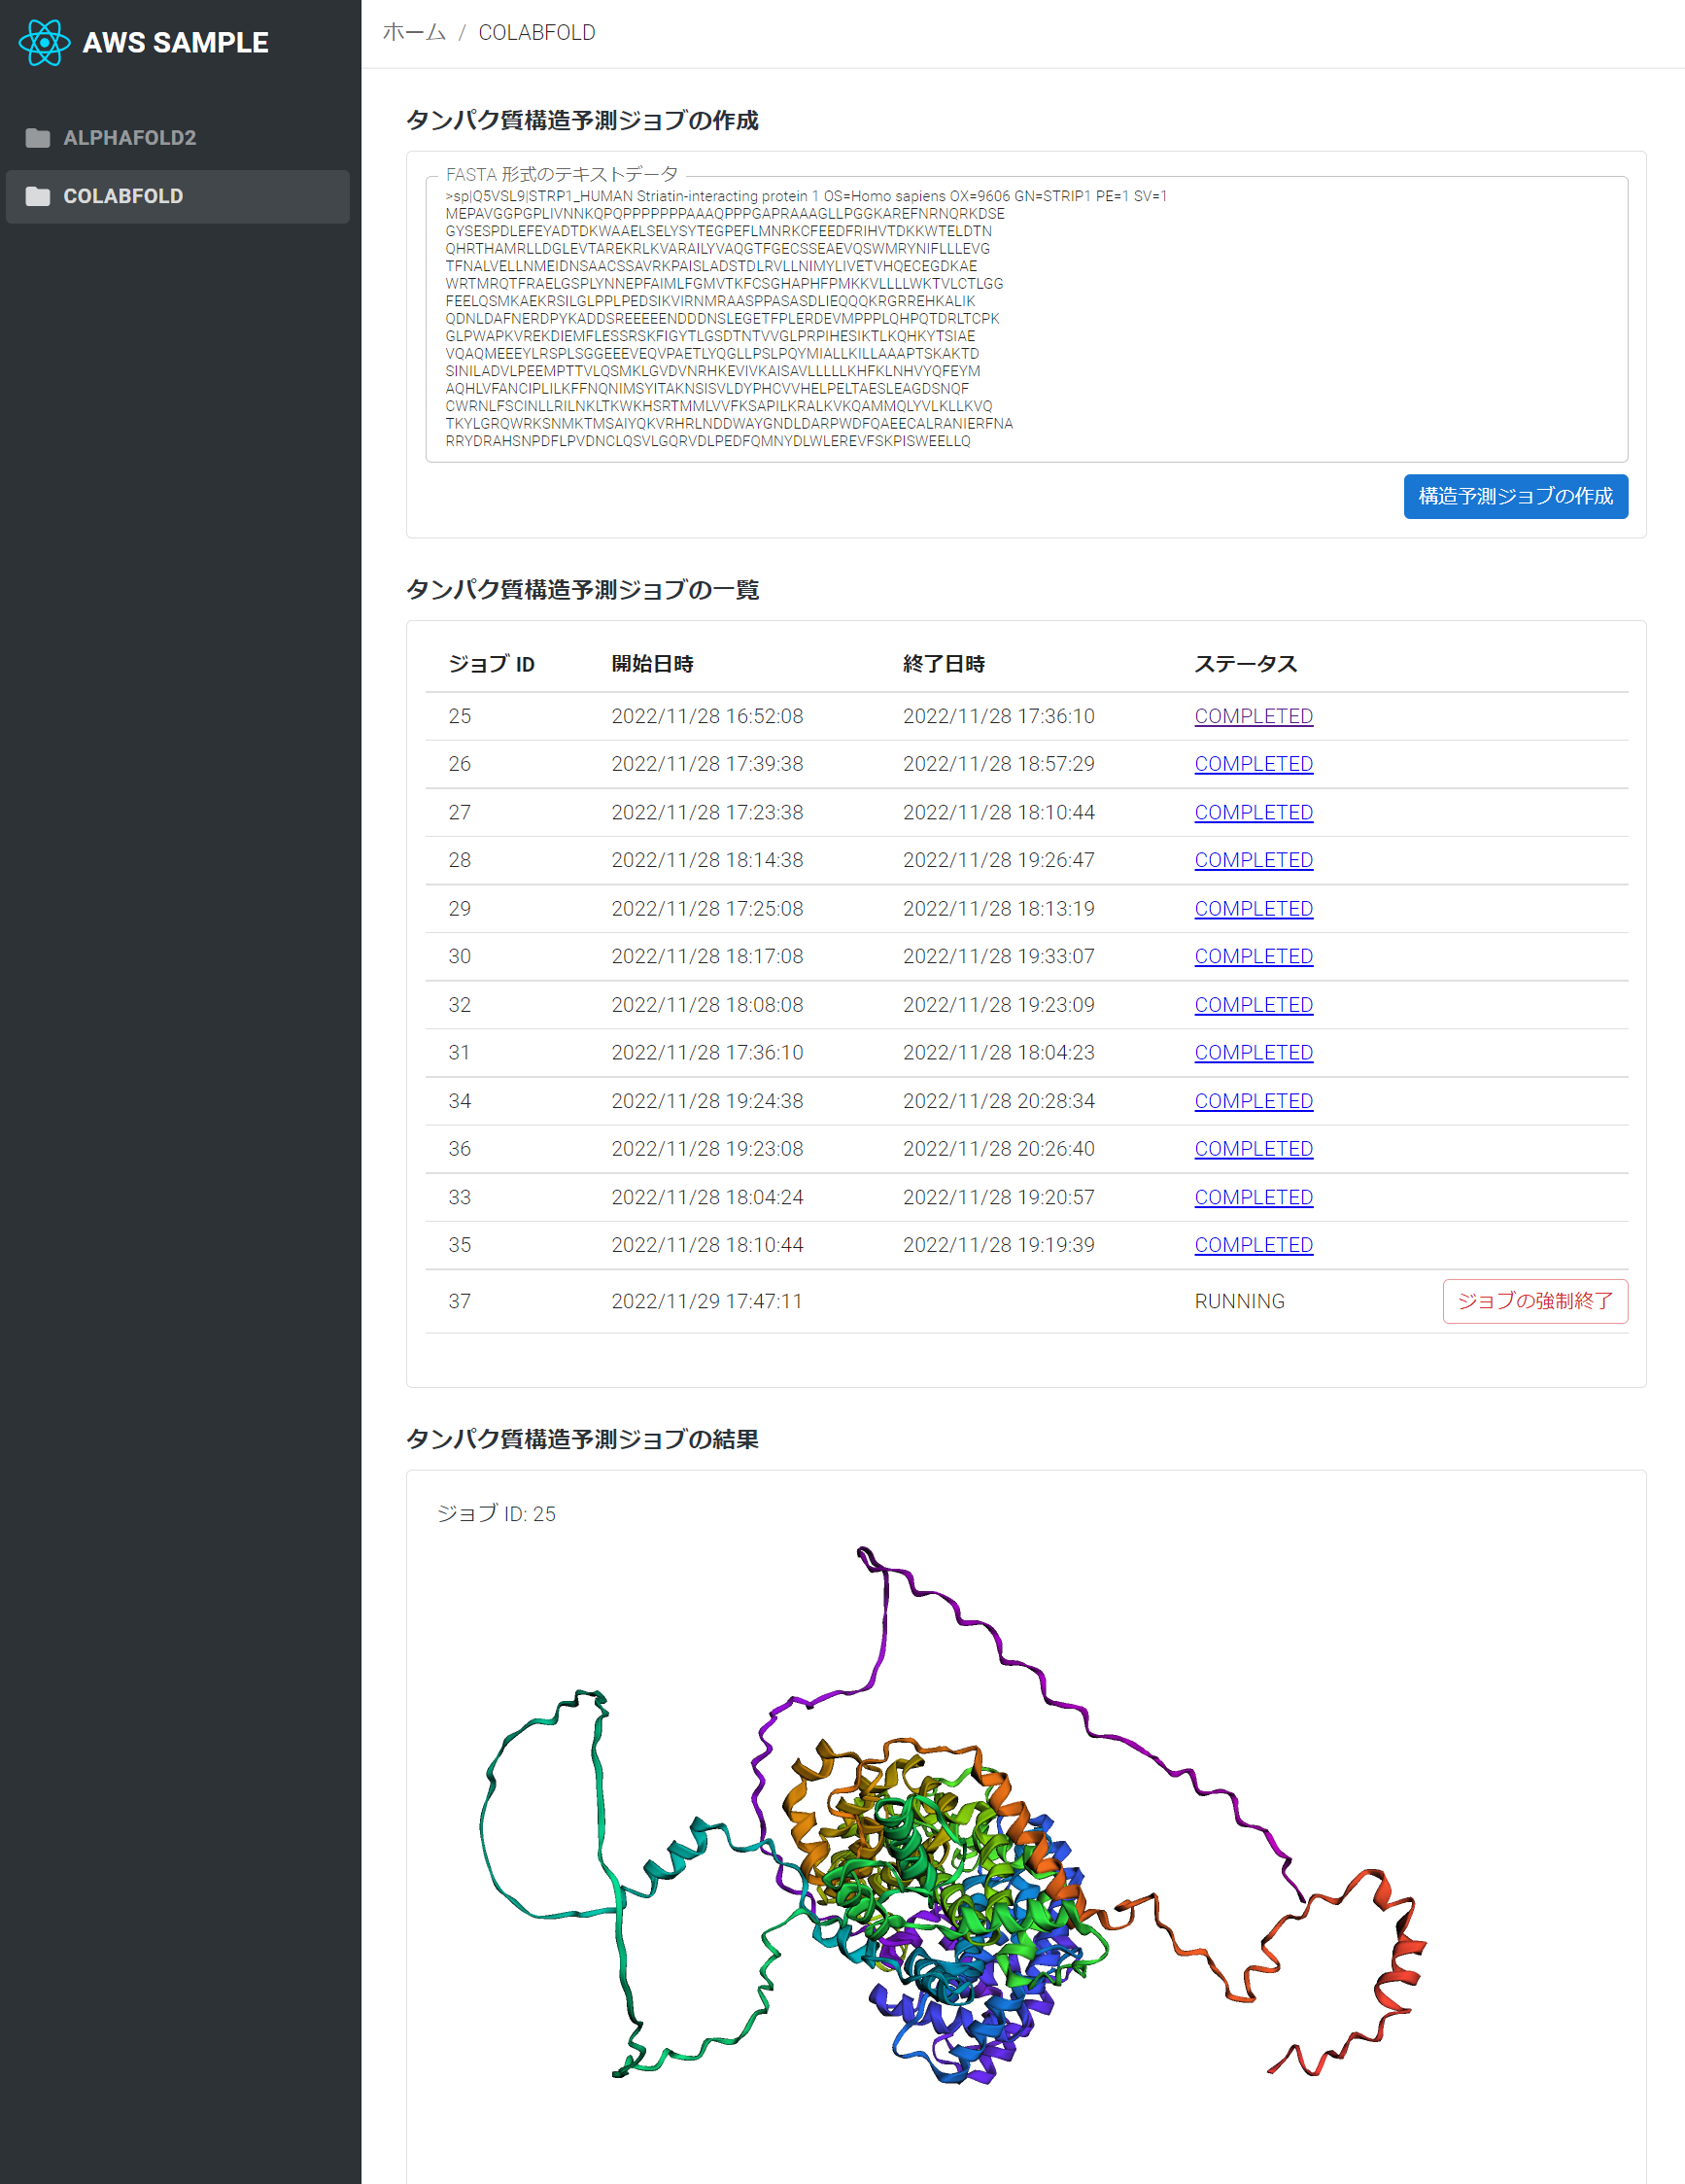 AWS SAMPLE
ALPHAFOLD2
COLABFOLD
ホーム / COLABFOLD
タンパク質構造予測ジョブの作成
FASTA 形式のテキストデータ
>sp|Q5VSL9|STRP1_HUMAN Striatin-interacting protein 1 OS=Homo sapiens OX=9606 GN=STRIP1 PE=1 SV=1
MEPAVGGPGPLIVNNKQPQPPPPPPPAAAQPPPGAPRAAAGLLPGGKAREFNRNQRKDSE
GYSESPDLEFEYADTDKWAAELSELYSYTEGPEFLMNRKCFEEDFRIHVTDKKWTELDTN
QHRTHAMRLLDGLEVTAREKRLKVARAILYVAQGTFGECSSEAEVQSWMRYNIFLLLEVG
TFNALVELLNMEIDNSAACSSAVRKPAISLADSTDLRVLLNIMYLIVETVHQECEGDKAE
WRTMRQTFRAELGSPLYNNEPFAIMLFGMVTKFCSGHAPHFPMKKVLLLLWKTVLCTLGG
FEELQSMKAEKRSILGLPPLPEDSIKVIRNMRAASPPASASDLIEQQQKRGRREHKALIK
QDNLDAFNERDPYKADDSREEEEENDDDNSLEGETFPLERDEVMPPPLQHPQTDRLTCPK
GLPWAPKVREKDIEMFLESSRSKFIGYTLGSDTNTVVGLPRPIHESIKTLKQHKYTSIAE
VQAQMEEEYLRSPLSGGEEEVEQVPAETLYQGLLPSLPQYMIALLKILLAAAPTSKAKTD
SINILADVLPEEMPTTVLQSMKLGVDVNRHKEVIVKAISAVLLLLLKHFKLNHVYQFEYM
AQHLVFANCIPLILKFFNQNIMSYITAKNSISVLDYPHCVVHELPELTAESLEAGDSNQF
CWRNLFSCINLLRILNKLTKWKHSRTMMLVVFKSAPILKRALKVKQAMMQLYVLKLLKVQ
TKYLGRQWRKSNMKTMSAIYQKVRHRLNDDWAYGNDLDARPWDFQAEECALRANIERFNA
RRYDRAHSNPDFLPVDNCLQSVLGQRVDLPEDFQMNYDLWLEREVFSKPISWEELLQ
構造予測ジョブの作成
タンパク質構造予測ジョブの一覧
ジョブ ID 開始日時 終了日時 ステータス
25 2022/11/28 16:52:08 2022/11/28 17:36:10 COMPLETED
26 2022/11/28 17:39:38 2022/11/28 18:57:29 COMPLETED
27 2022/11/28 17:23:38 2022/11/28 18:10:44 COMPLETED
28 2022/11/28 18:14:38 2022/11/28 19:26:47 COMPLETED
29 2022/11/28 17:25:08 2022/11/28 18:13:19 COMPLETED
30 2022/11/28 18:17:08 2022/11/28 19:33:07 COMPLETED
32 2022/11/28 18:08:08 2022/11/28 19:23:09 COMPLETED
31 2022/11/28 17:36:10 2022/11/28 18:04:23 COMPLETED
34 2022/11/28 19:24:38 2022/11/28 20:28:34 COMPLETED
36 2022/11/28 19:23:08 2022/11/28 20:26:40 COMPLETED
33 2022/11/28 18:04:24 2022/11/28 19:20:57 COMPLETED
35 2022/11/28 18:10:44 2022/11/28 19:19:39 COMPLETED
37 2022/11/29 17:47:11 RUNNING ジョブの強制終了
タンパク質構造予測ジョブの結果
ジョブ ID: 25